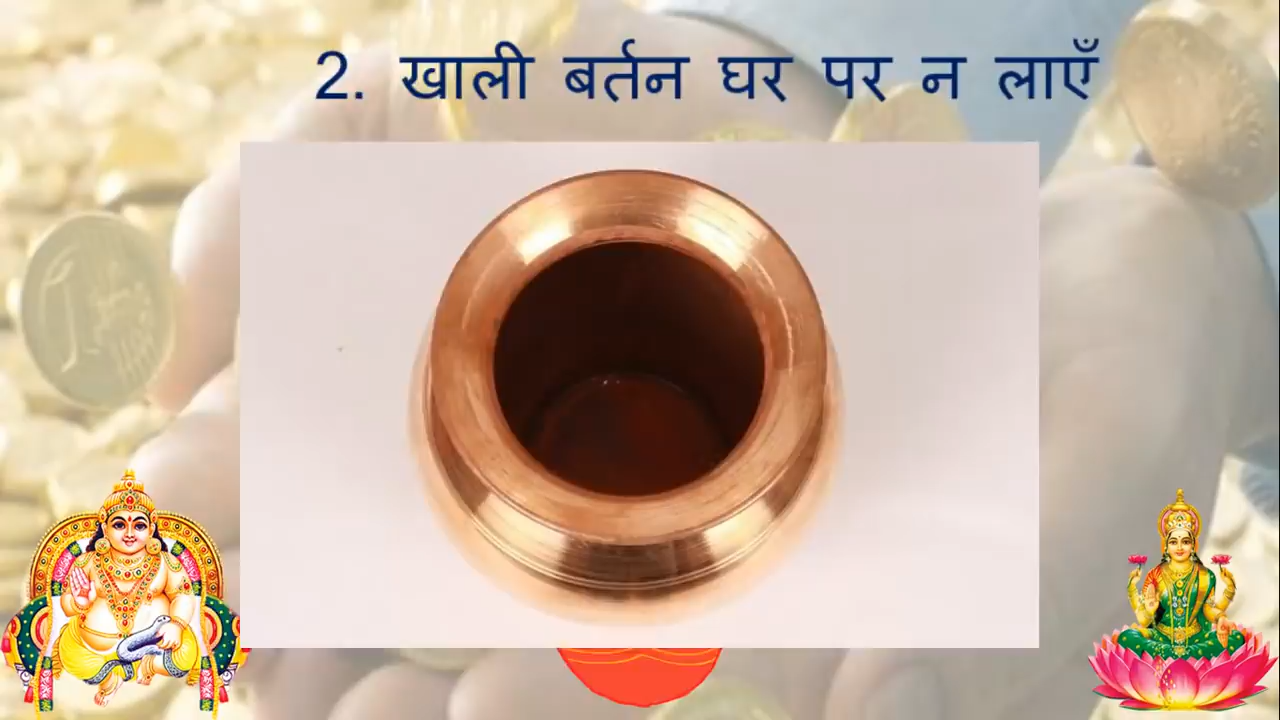 2. खाली बर्तन घर पर न लाएँ